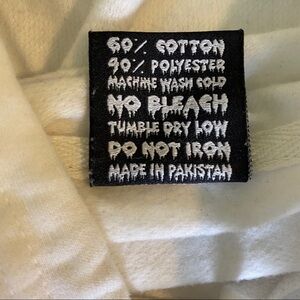 60% COTTON
40% POLYESTER
MACHINE WASH COLD
NO BLEACH
TUMBLE DRY LOW
DO NOT IRON
MADE IN PAKISTAN